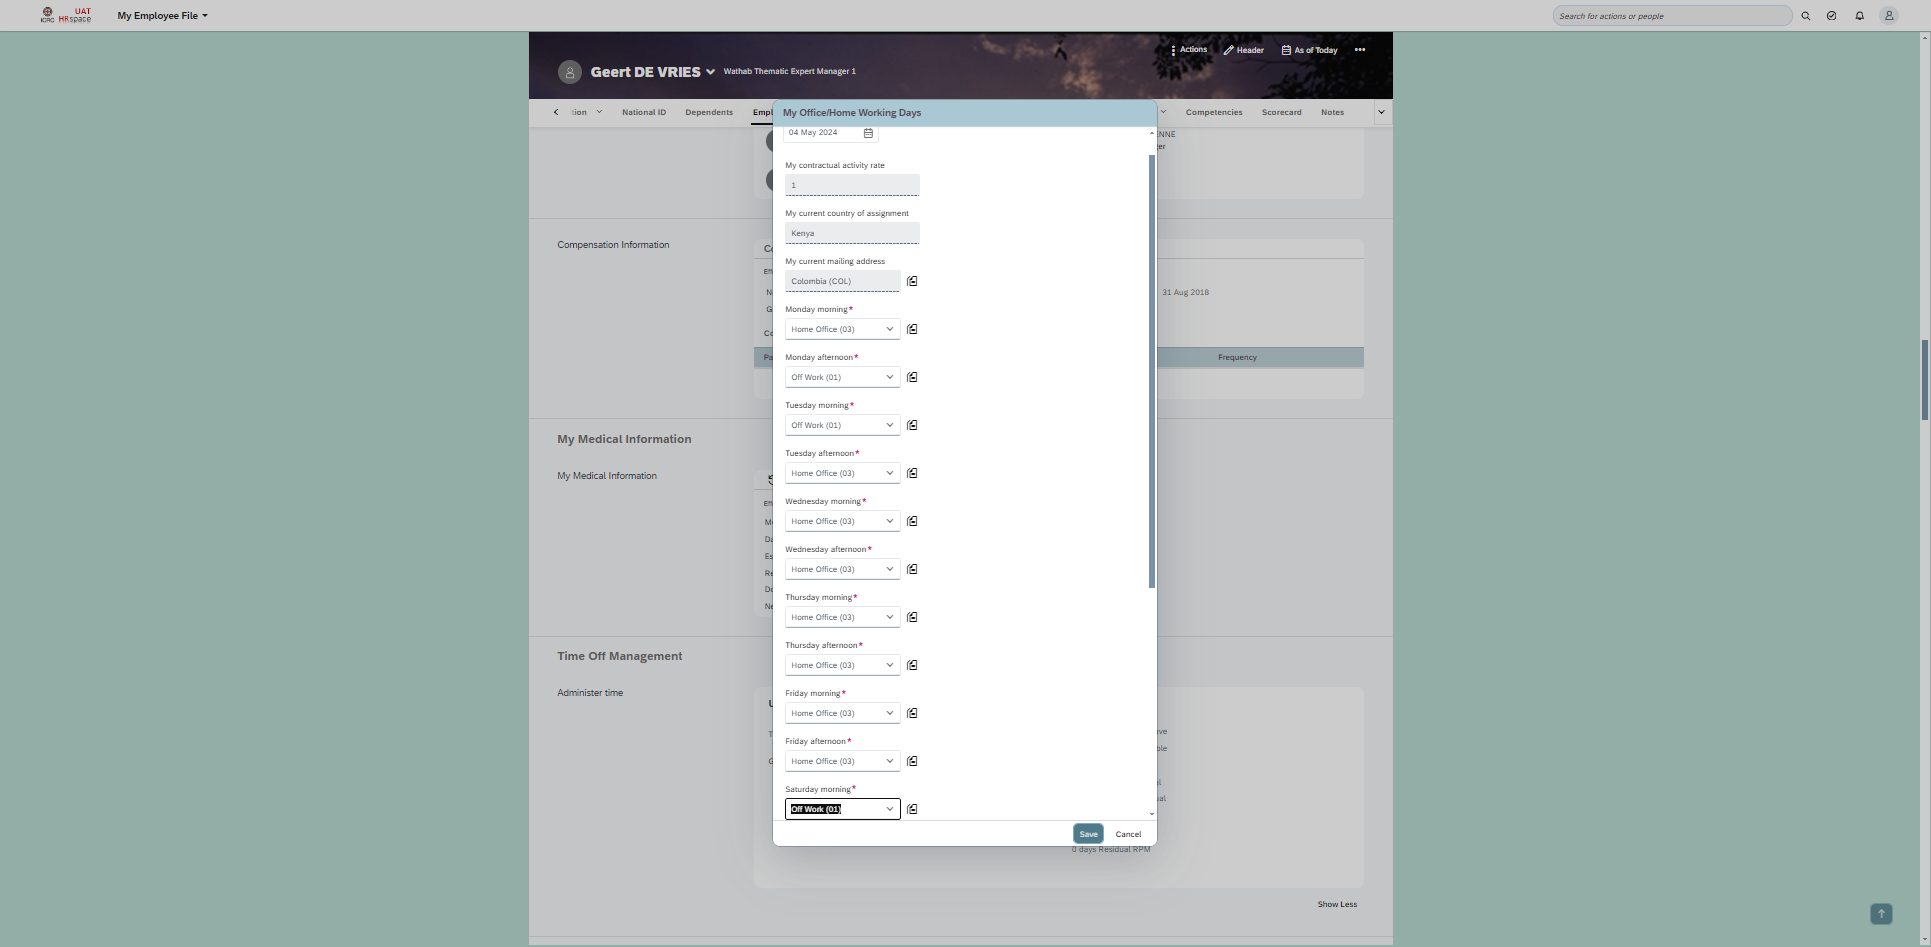 UAT
ICRC HRspace
My Employee File
Search for actions or people
Actions
Header
As of Today
Geert DE VRIES
Wathab Thematic Expert Manager 1
National ID
Dependents
Competencies
Scorecard
Notes
My Office/Home Working Days
04 May 2024
My contractual activity rate
1
My current country of assignment
Kenya
My current mailing address
Colombia (COL)
Monday morning*
Home Office (03)
Monday afternoon*
Off Work (01)
Tuesday morning*
Off Work (01)
Tuesday afternoon*
Home Office (03)
Wednesday morning*
Home Office (03)
Wednesday afternoon*
Home Office (03)
Thursday morning*
Home Office (03)
Thursday afternoon*
Home Office (03)
Friday morning*
Home Office (03)
Friday afternoon*
Home Office (03)
Saturday morning*
Off Work (01)
Save
Cancel
Compensation Information
31 Aug 2018
Frequency
My Medical Information
My Medical Information
Time Off Management
Administer time
0 days Residual RPM
Show Less